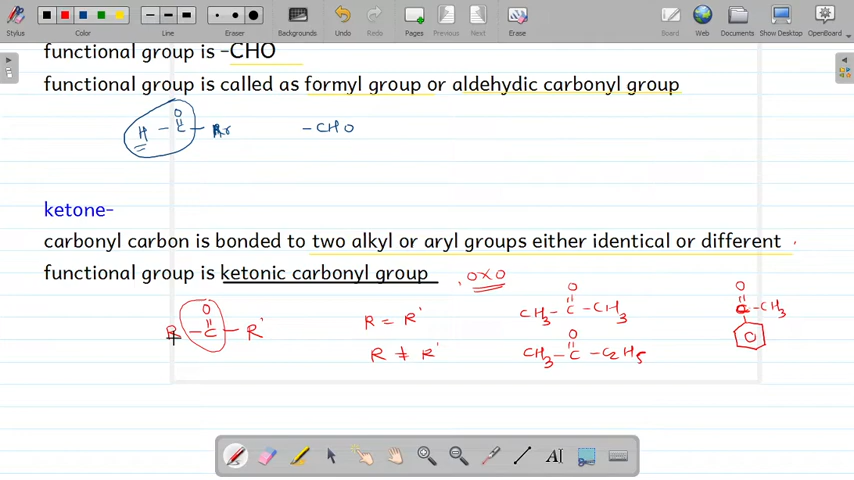 Stylus Color Eraser Backgrounds Undo Redo Pages Previous Next Erase Board Web Documents Show Desktop OpenBoard
functional group is -CHO
functional group is called as formyl group or aldehydic carbonyl group
O
H - C - Ar -CHO
ketone-
carbonyl carbon is bonded to two alkyl or aryl groups either identical or different
functional group is ketonic carbonyl group , oxo
O
R - C - R'
R = R'
R ≠ R'
O
CH3 - C - CH3
O
CH3 - C - C2H5
O
C - CH3